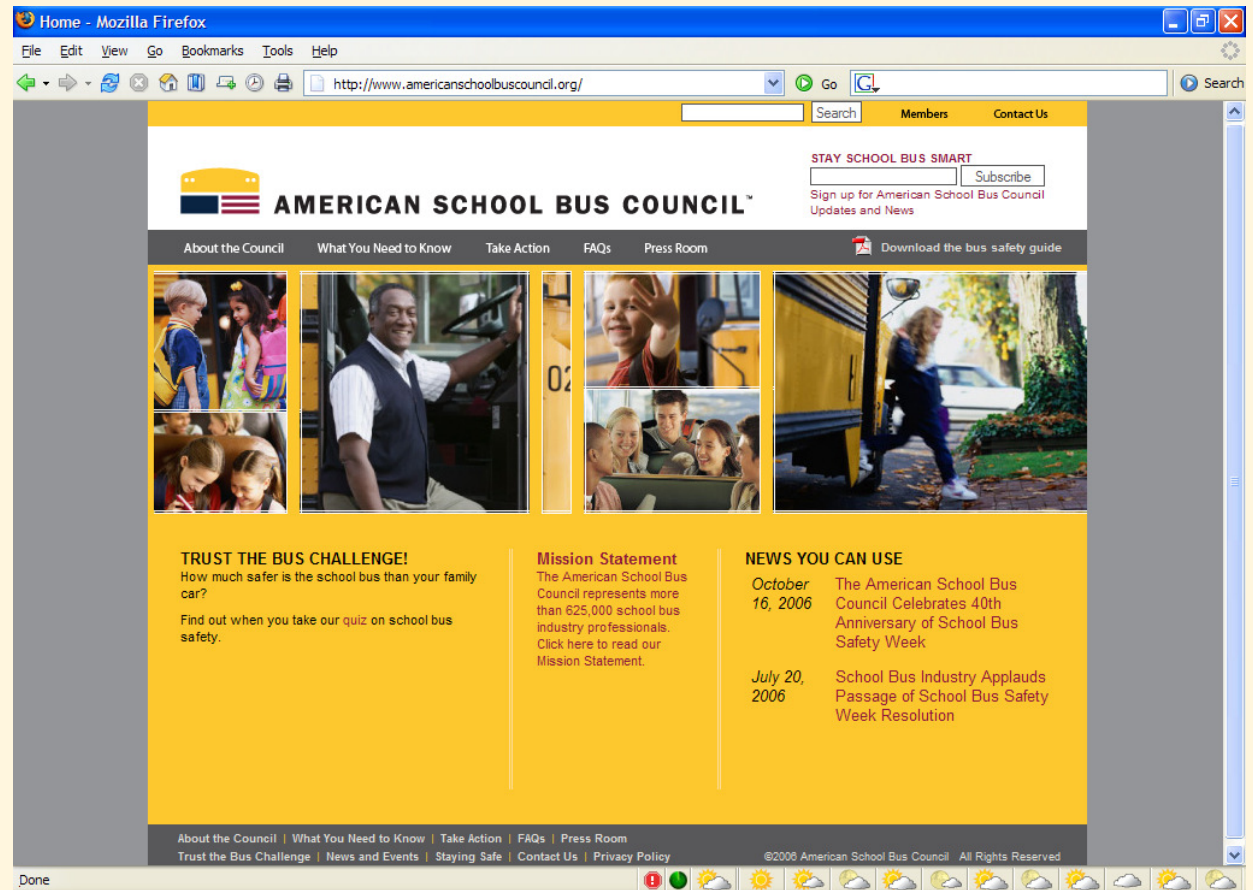 Home - Mozilla Firefox
File Edit View Go Bookmarks Tools Help
http://www.americanschoolbuscouncil.org/ Go G Search
Search Members Contact Us
STAY SCHOOL BUS SMART
Subscribe
Sign up for American School Bus Council
Updates and News
AMERICAN SCHOOL BUS COUNCIL™
About the Council What You Need to Know Take Action FAQs Press Room Download the bus safety guide
02
TRUST THE BUS CHALLENGE!
How much safer is the school bus than your family
car?
Find out when you take our quiz on school bus
safety.
Mission Statement
The American School Bus
Council represents more
than 625,000 school bus
industry professionals.
Click here to read our
Mission Statement.
NEWS YOU CAN USE
October
16, 2006
The American School Bus
Council Celebrates 40th
Anniversary of School Bus
Safety Week
July 20,
2006
School Bus Industry Applauds
Passage of School Bus Safety
Week Resolution
About the Council | What You Need to Know | Take Action | FAQs | Press Room
Trust the Bus Challenge | News and Events | Staying Safe | Contact Us | Privacy Policy ©2006 American School Bus Council All Rights Reserved
Done